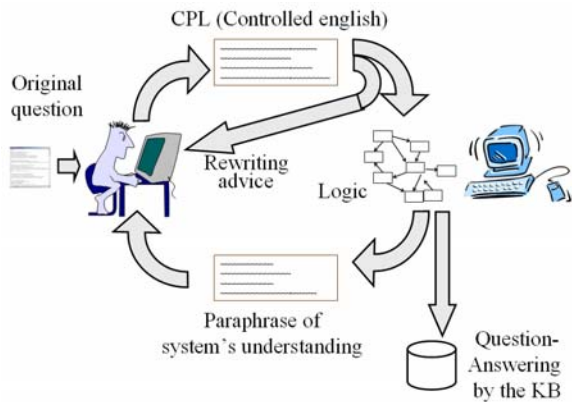 CPL (Controlled english)
Original
question
Rewriting
advice
Logic
Paraphrase of
system's understanding
Question-
Answering
by the KB